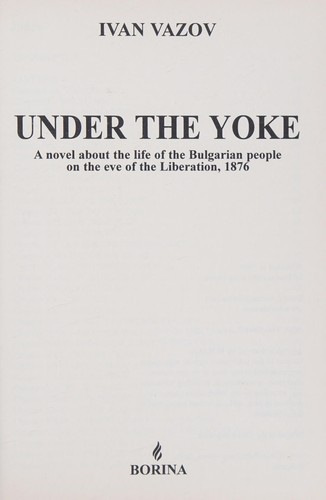 IVAN VAZOV
UNDER THE YOKE
A novel about the life of the Bulgarian people
on the eve of the Liberation, 1876
BORINA